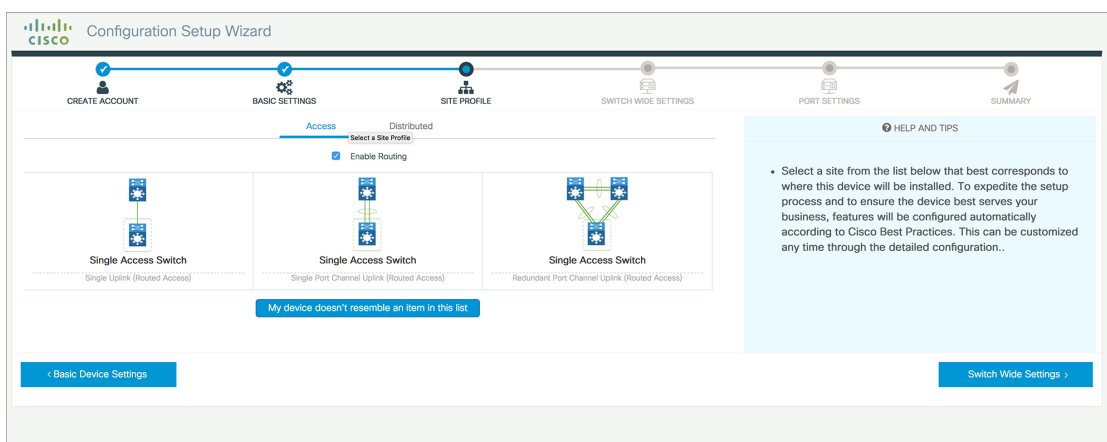 CISCO
Configuration Setup Wizard
CREATE ACCOUNT
BASIC SETTINGS
SITE PROFILE
SWITCH WIDE SETTINGS
PORT SETTINGS
SUMMARY
Access
Distributed
Select a Site Profile
Enable Routing
Single Access Switch
Single Uplink (Routed Access)
Single Access Switch
Single Port Channel Uplink (Routed Access)
Single Access Switch
Redundant Port Channel Uplink (Routed Access)
My device doesn't resemble an item in this list
HELP AND TIPS
• Select a site from the list below that best corresponds to
where this device will be installed. To expedite the setup
process and to ensure the device best serves your
business, features will be configured automatically
according to Cisco Best Practices. This can be customized
any time through the detailed configuration..
< Basic Device Settings
Switch Wide Settings >